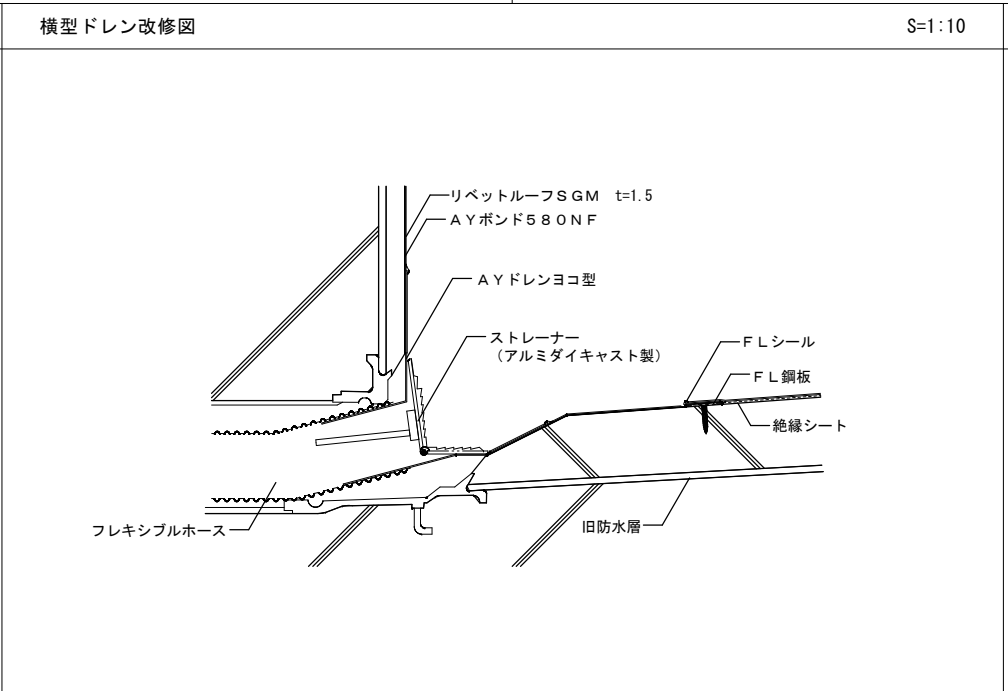 横型ドレン改修図
S=1:10
リベットルーフSGM t=1.5
AYボンド580NF
AYドレンヨコ型
ストレーナー
（アルミダイキャスト製）
FLシール
FL鋼板
絶縁シート
フレキシブルホース
旧防水層